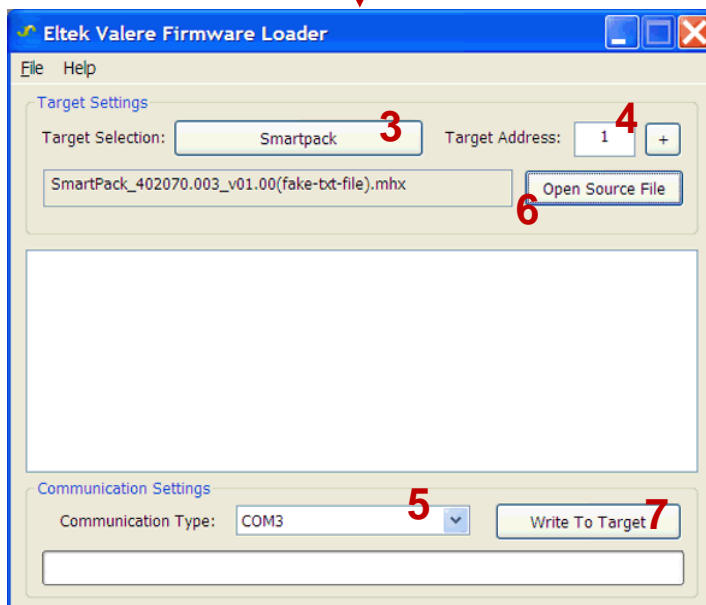 Eltek Valere Firmware Loader
File Help
Target Settings
Target Selection: Smartpack 3 Target Address: 1 4 +
SmartPack_402070.003_v01.00(fake-txt-file).mhx 6 Open Source File
Communication Settings
Communication Type: COM3 5 Write To Target 7